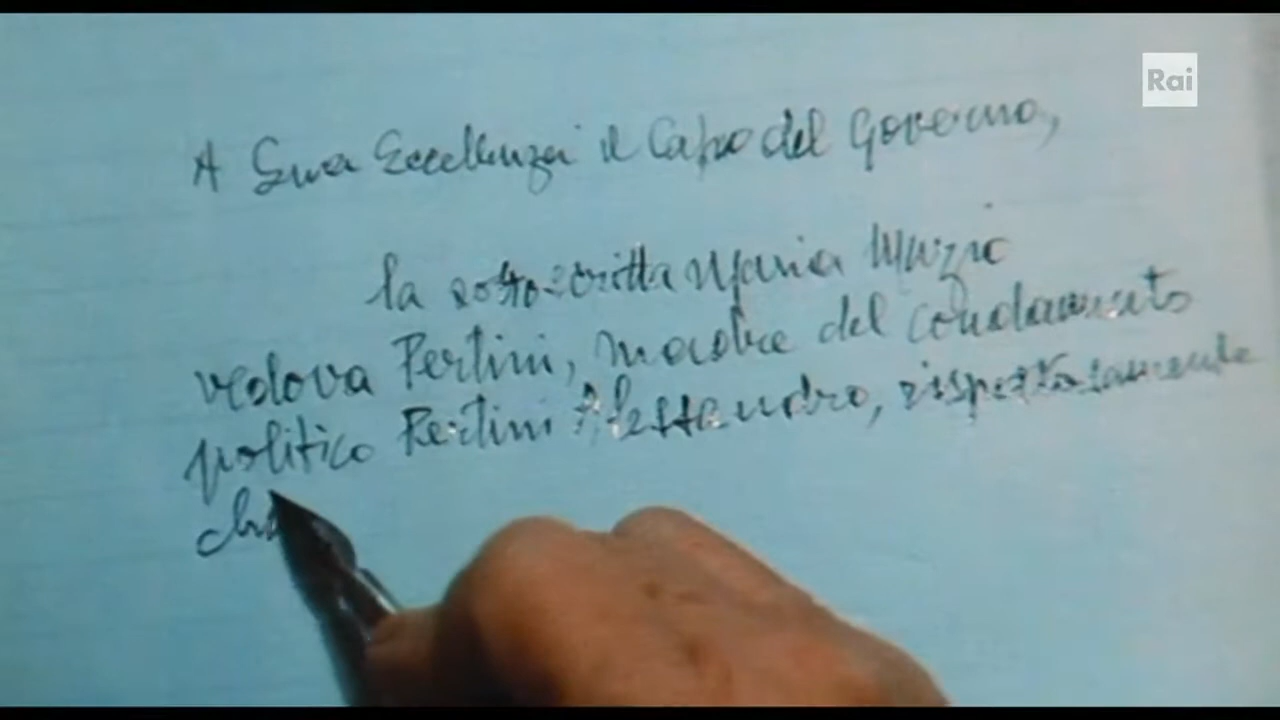 Rai
A Sua Eccellenza il Capo del Governo,
la sottoscritta Maria Muzio
vedova Pertini, madre del condannato
politico Pertini Alessandro, rispettosamente